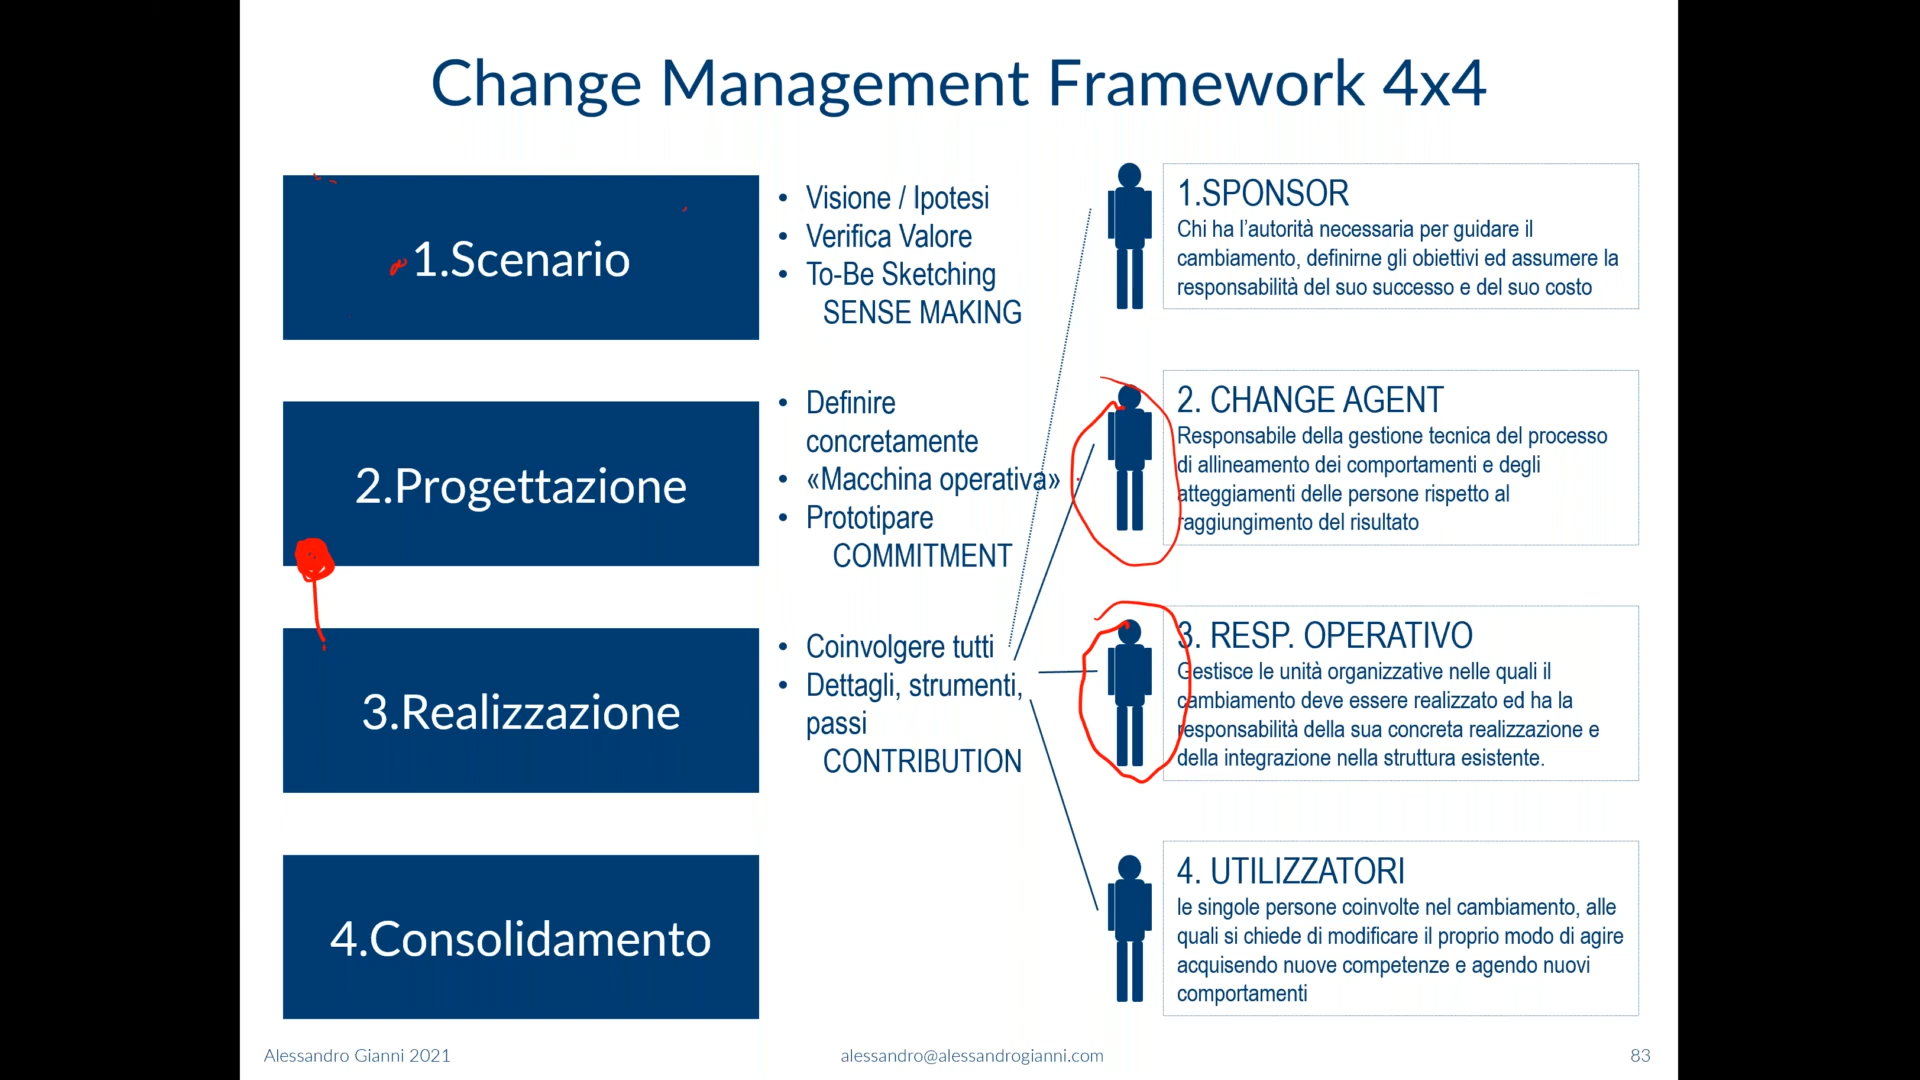 Change Management Framework 4x4
1.Scenario
• Visione / Ipotesi
• Verifica Valore
• To-Be Sketching
SENSE MAKING
1.SPONSOR
Chi ha l'autorità necessaria per guidare il
cambiamento, definirne gli obiettivi ed assumere la
responsabilità del suo successo e del suo costo
2.Progettazione
• Definire
concretamente
• «Macchina operativa»
• Prototipare
COMMITMENT
2. CHANGE AGENT
Responsabile della gestione tecnica del processo
di allineamento dei comportamenti e degli
atteggiamenti delle persone rispetto al
raggiungimento del risultato
3.Realizzazione
• Coinvolgere tutti
• Dettagli, strumenti,
passi
CONTRIBUTION
3. RESP. OPERATIVO
Gestisce le unità organizzative nelle quali il
cambiamento deve essere realizzato ed ha la
responsabilità della sua concreta realizzazione e
della integrazione nella struttura esistente.
4.Consolidamento
4. UTILIZZATORI
le singole persone coinvolte nel cambiamento, alle
quali si chiede di modificare il proprio modo di agire
acquisendo nuove competenze e agendo nuovi
comportamenti
Alessandro Gianni 2021
alessandro@alessandrogianni.com
83